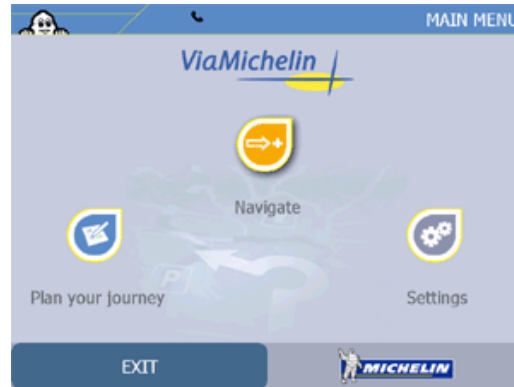 MAIN MENU
ViaMichelin
Navigate
Plan your journey
Settings
EXIT
MICHELIN